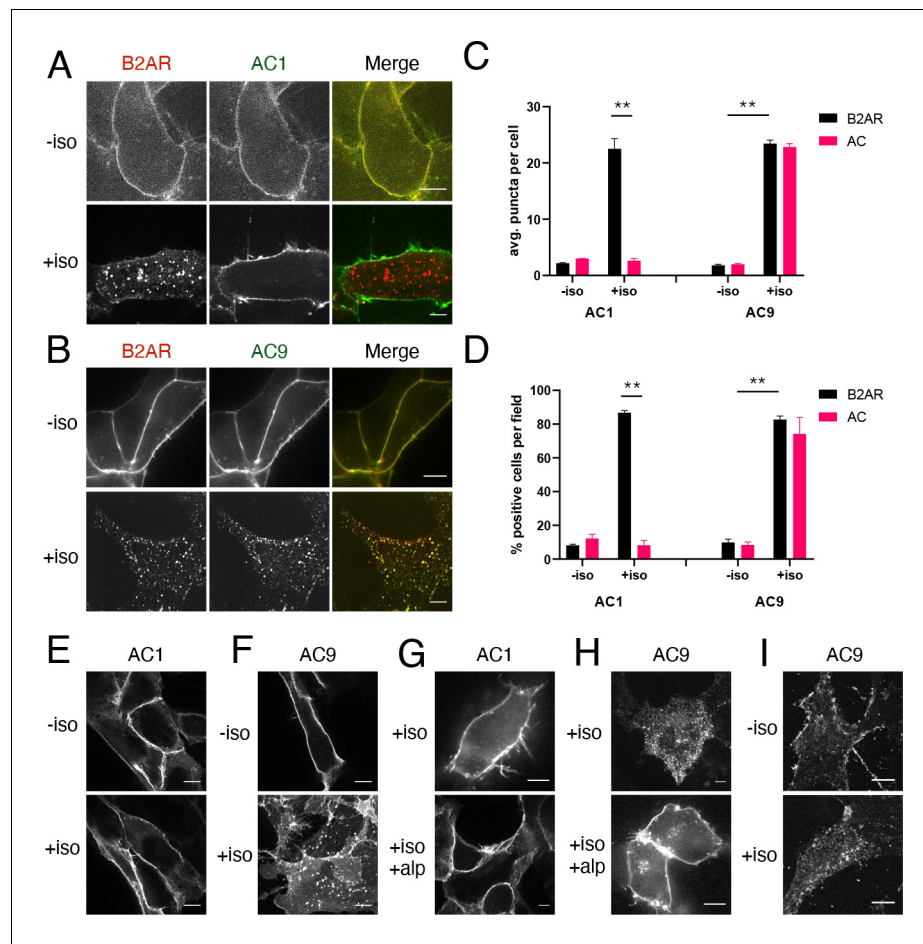 A
B2AR AC1 Merge
-iso
+iso
B
B2AR AC9 Merge
-iso
+iso
C
avg. puncta per cell
30
20
10
0
** **
B2AR
AC
-iso +iso -iso +iso
AC1 AC9
D
% positive cells per field
100
80
60
40
20
0
** **
B2AR
AC
-iso +iso -iso +iso
AC1 AC9
E AC1
-iso
+iso
F AC9
-iso
+iso
G AC1
+iso
+iso
+alp
H AC9
+iso
+iso
+alp
I AC9
-iso
+iso